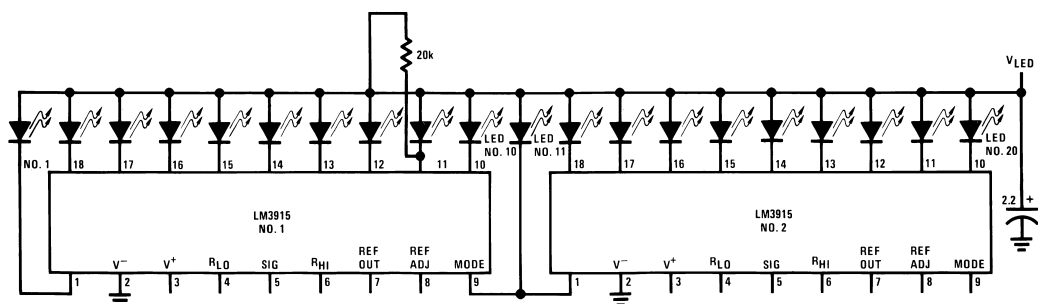 20k
V LED
NO. 1
18 17 16 15 14 13 12 11 10
LED NO. 10
LED NO. 11
18 17 16 15 14 13 12 11 10
LED NO. 20
LM3915
NO. 1
LM3915
NO. 2
2.2 +
V− V+ RLO SIG RHI REF OUT REF ADJ MODE
1 2 3 4 5 6 7 8 9
V− V+ RLO SIG RHI REF OUT REF ADJ MODE
1 2 3 4 5 6 7 8 9